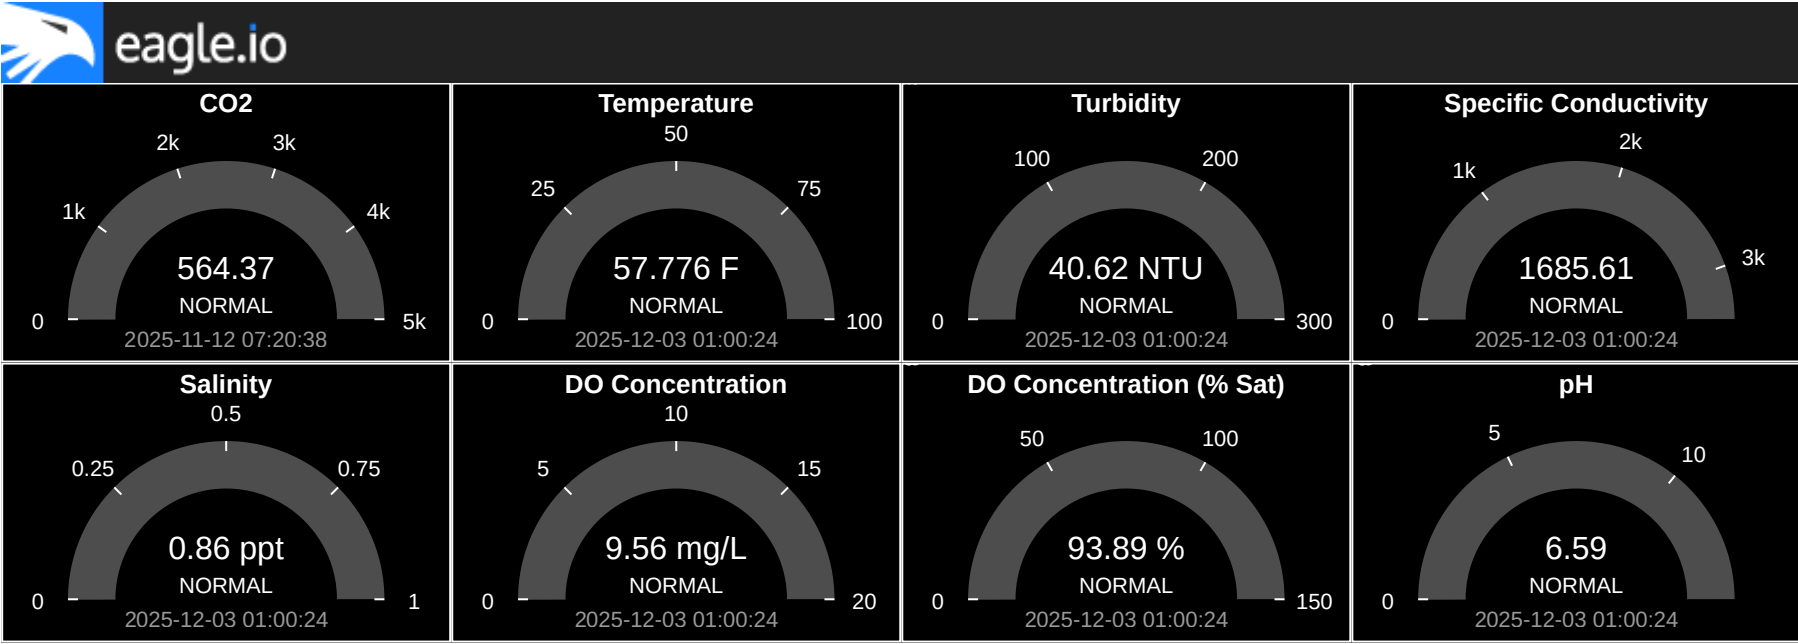 eagle.io
CO2
0
1k
2k
3k
4k
5k
564.37
NORMAL
2025-11-12 07:20:38
Temperature
0
25
50
75
100
57.776 F
NORMAL
2025-12-03 01:00:24
Turbidity
0
100
200
300
40.62 NTU
NORMAL
2025-12-03 01:00:24
Specific Conductivity
0
1k
2k
3k
1685.61
NORMAL
2025-12-03 01:00:24
Salinity
0
0.25
0.5
0.75
1
0.86 ppt
NORMAL
2025-12-03 01:00:24
DO Concentration
0
5
10
15
20
9.56 mg/L
NORMAL
2025-12-03 01:00:24
DO Concentration (% Sat)
0
50
100
150
93.89 %
NORMAL
2025-12-03 01:00:24
pH
0
5
10
6.59
NORMAL
2025-12-03 01:00:24